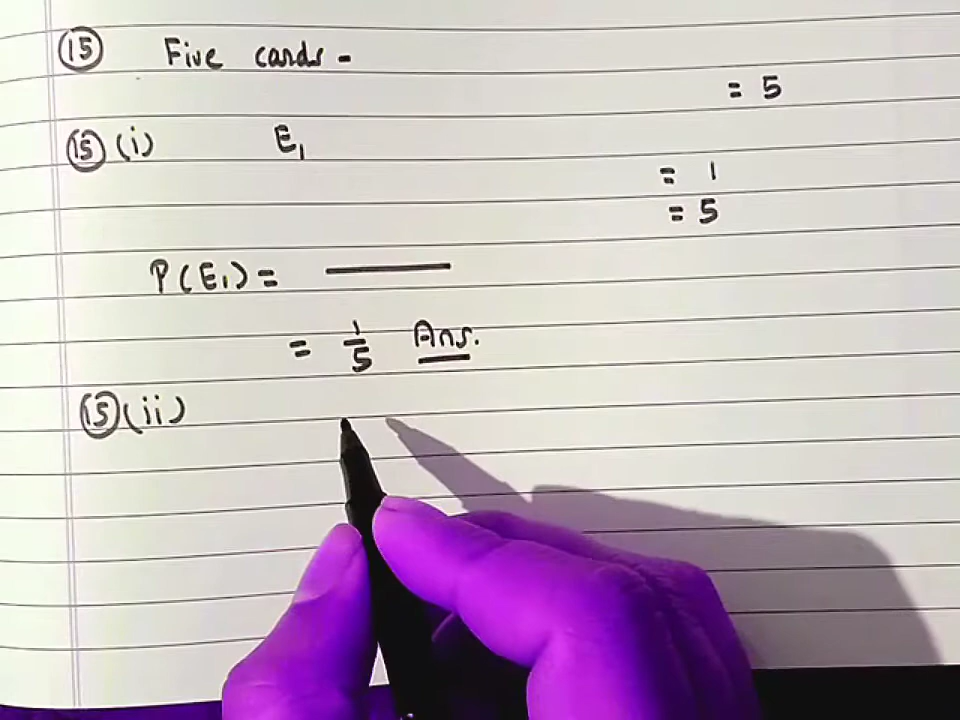 (15) Five cards -
= 5
(15) (i) E₁
= 1
= 5
P(E₁) = ———
= 1/5 Ans.
(15) (ii)